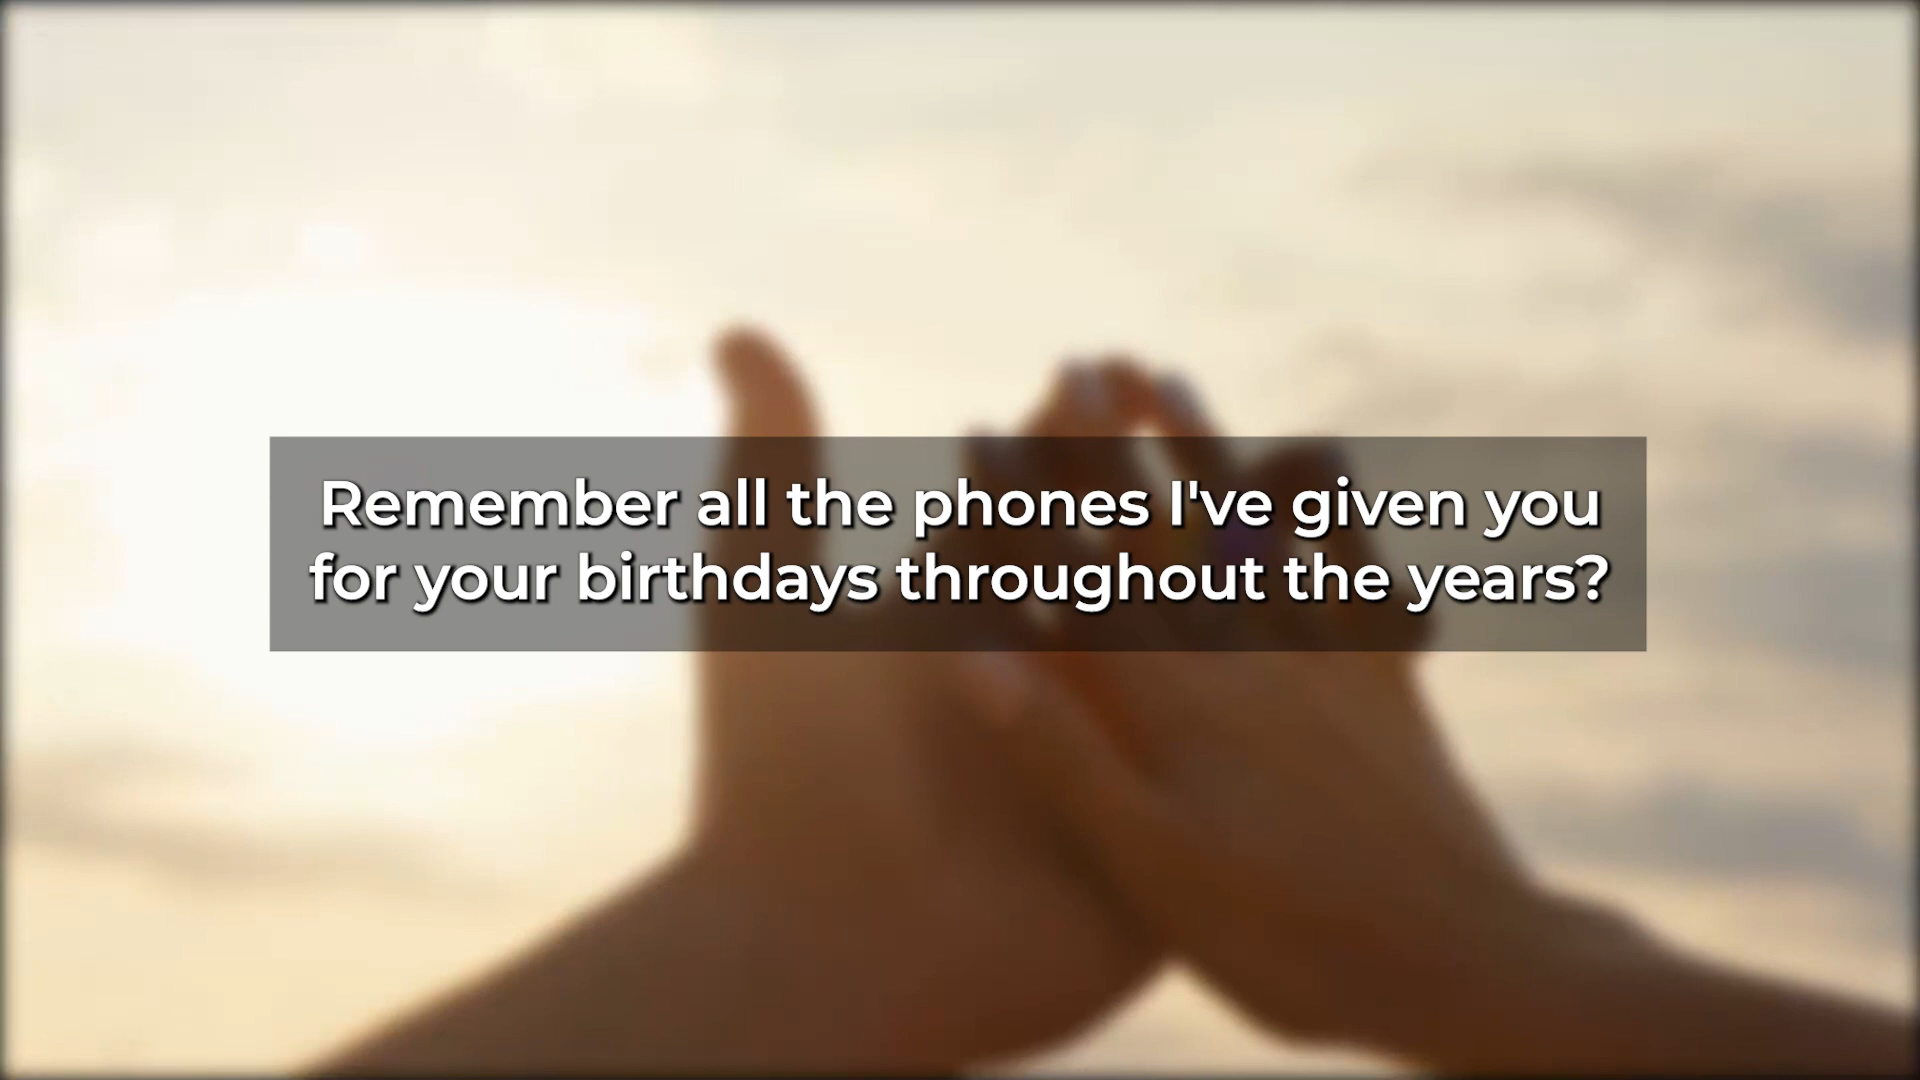 Remember all the phones I've given you
for your birthdays throughout the years?